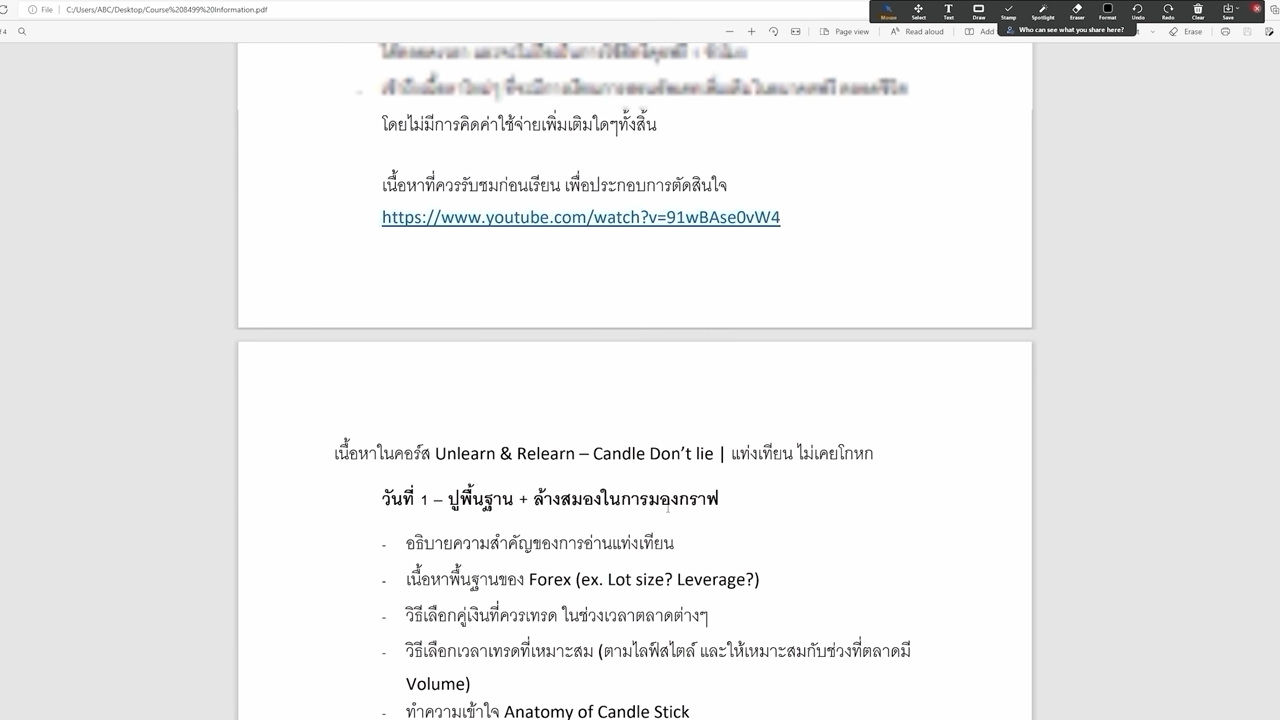 File | C:/Users/ABC/Desktop/Course%208499%20Information.pdf
Mouse Select Text Draw Stamp Spotlight Eraser Format Undo Redo Clear Save
Who can see what you share here?
Page view | Read aloud | Add Erase
โดยไม่มีการคิดค่าใช้จ่ายเพิ่มเติมใดๆทั้งสิ้น
เนื้อหาที่ควรรับชมก่อนเรียน เพื่อประกอบการตัดสินใจ
https://www.youtube.com/watch?v=91wBAse0vW4
เนื้อหาในคอร์ส Unlearn & Relearn – Candle Don’t lie | แท่งเทียน ไม่เคยโกหก
วันที่ 1 – ปูพื้นฐาน + ล้างสมองในการมองกราฟ
- อธิบายความสำคัญของการอ่านแท่งเทียน
- เนื้อหาพื้นฐานของ Forex (ex. Lot size? Leverage?)
- วิธีเลือกคู่เงินที่ควรเทรด ในช่วงเวลาตลาดต่างๆ
- วิธีเลือกเวลาเทรดที่เหมาะสม (ตามไลฟ์สไตล์ และให้เหมาะสมกับช่วงที่ตลาดมี
Volume)
- ทำความเข้าใจ Anatomy of Candle Stick